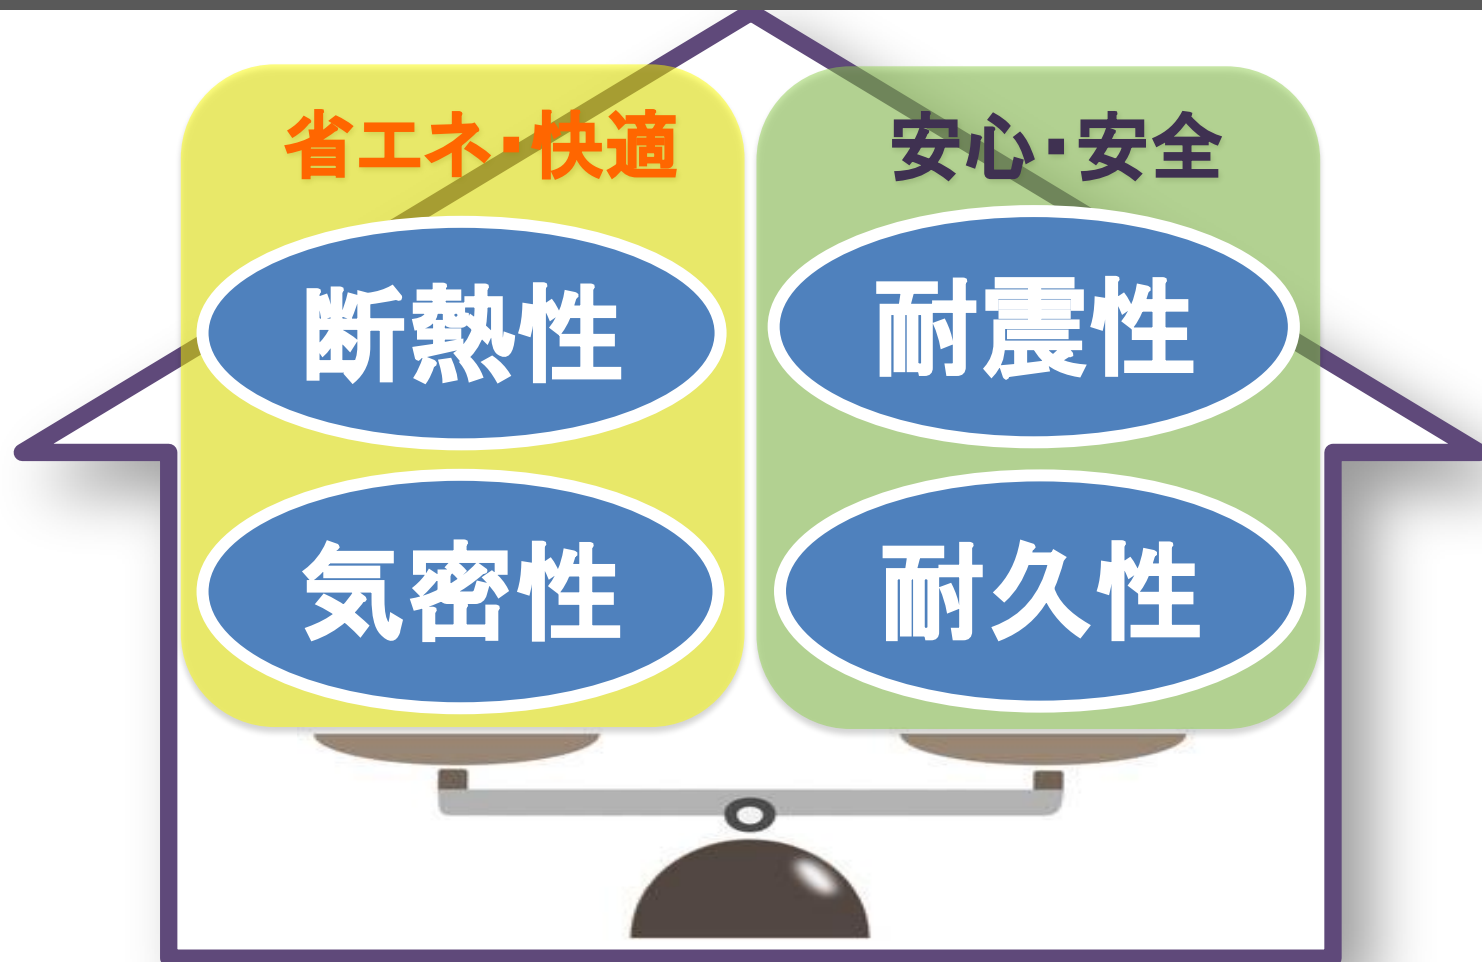 省エネ・快適
断熱性
気密性
安心・安全
耐震性
耐久性